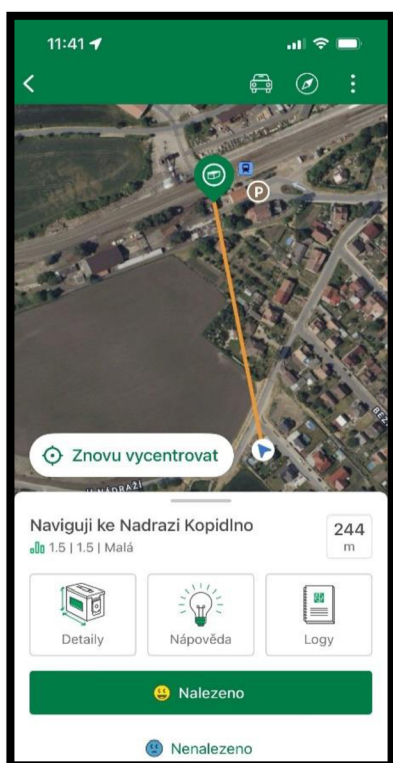 11:41
P
Znovu vycentrovat
NÁDRAŽÍ
Naviguji ke Nadrazi Kopidlno
1.5 | 1.5 | Malá
244
m
Detaily
Nápověda
Logy
Nalezeno
Nenalezeno